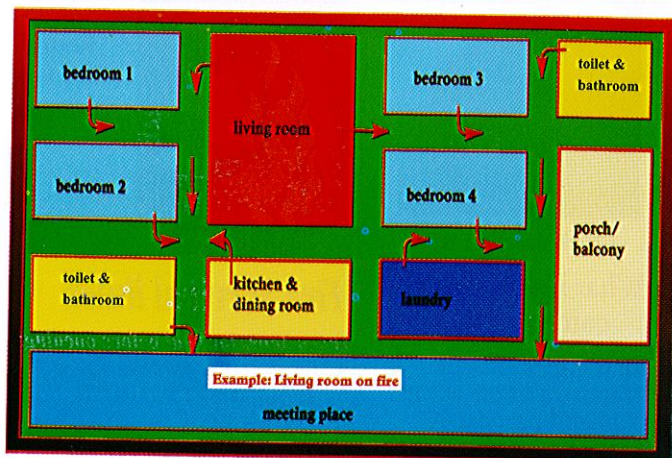 bedroom 1
living room
bedroom 3
toilet &
bathroom
bedroom 2
bedroom 4
porch/
balcony
toilet &
bathroom
kitchen &
dining room
laundry
Example: Living room on fire
meeting place